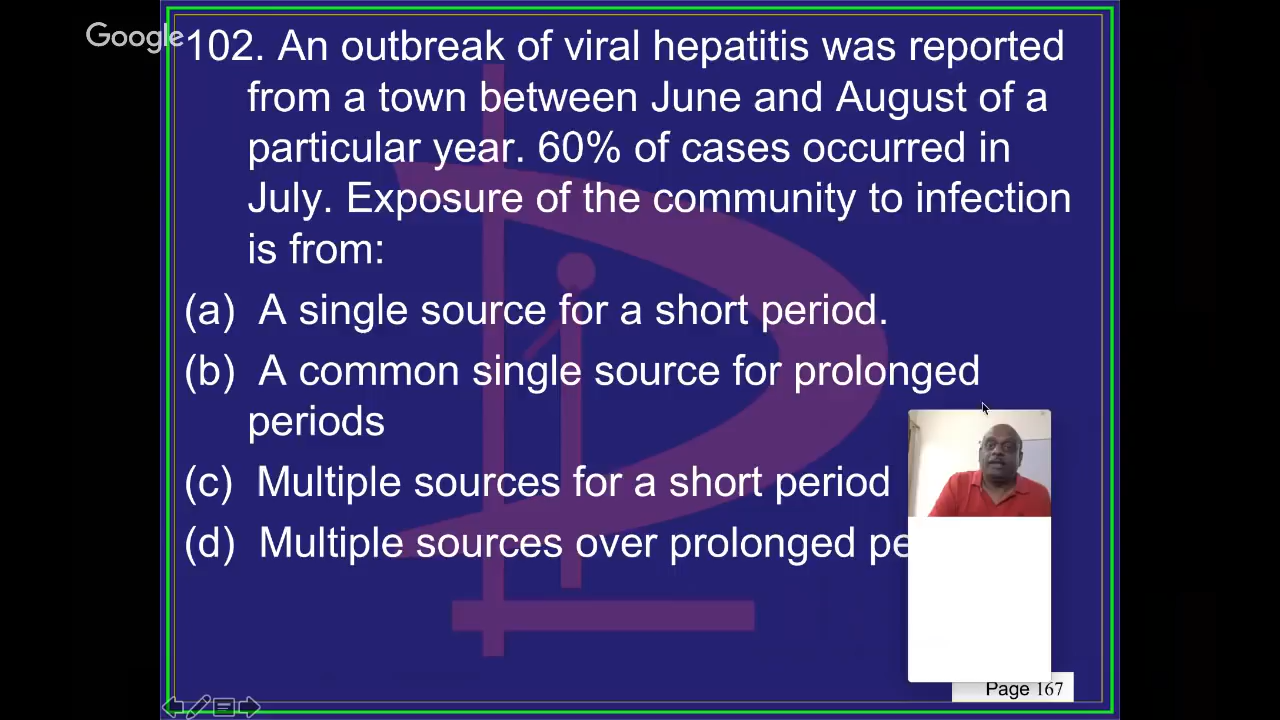 Google
102. An outbreak of viral hepatitis was reported
from a town between June and August of a
particular year. 60% of cases occurred in
July. Exposure of the community to infection
is from:
(a) A single source for a short period.
(b) A common single source for prolonged
periods
(c) Multiple sources for a short period
(d) Multiple sources over prolonged
Page 167